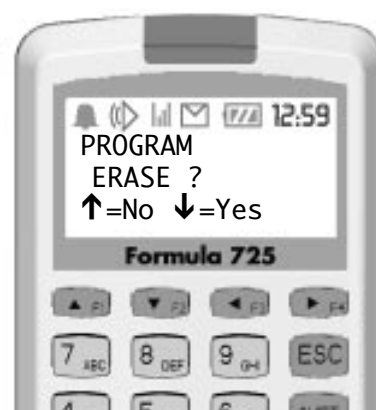 12:59
PROGRAM
ERASE ?
↑=No ↓=Yes
Formula 725
▲ F1 ▼ F2 ◀ F3 ▶ F4
7 ABC 8 DEF 9 GHI ESC